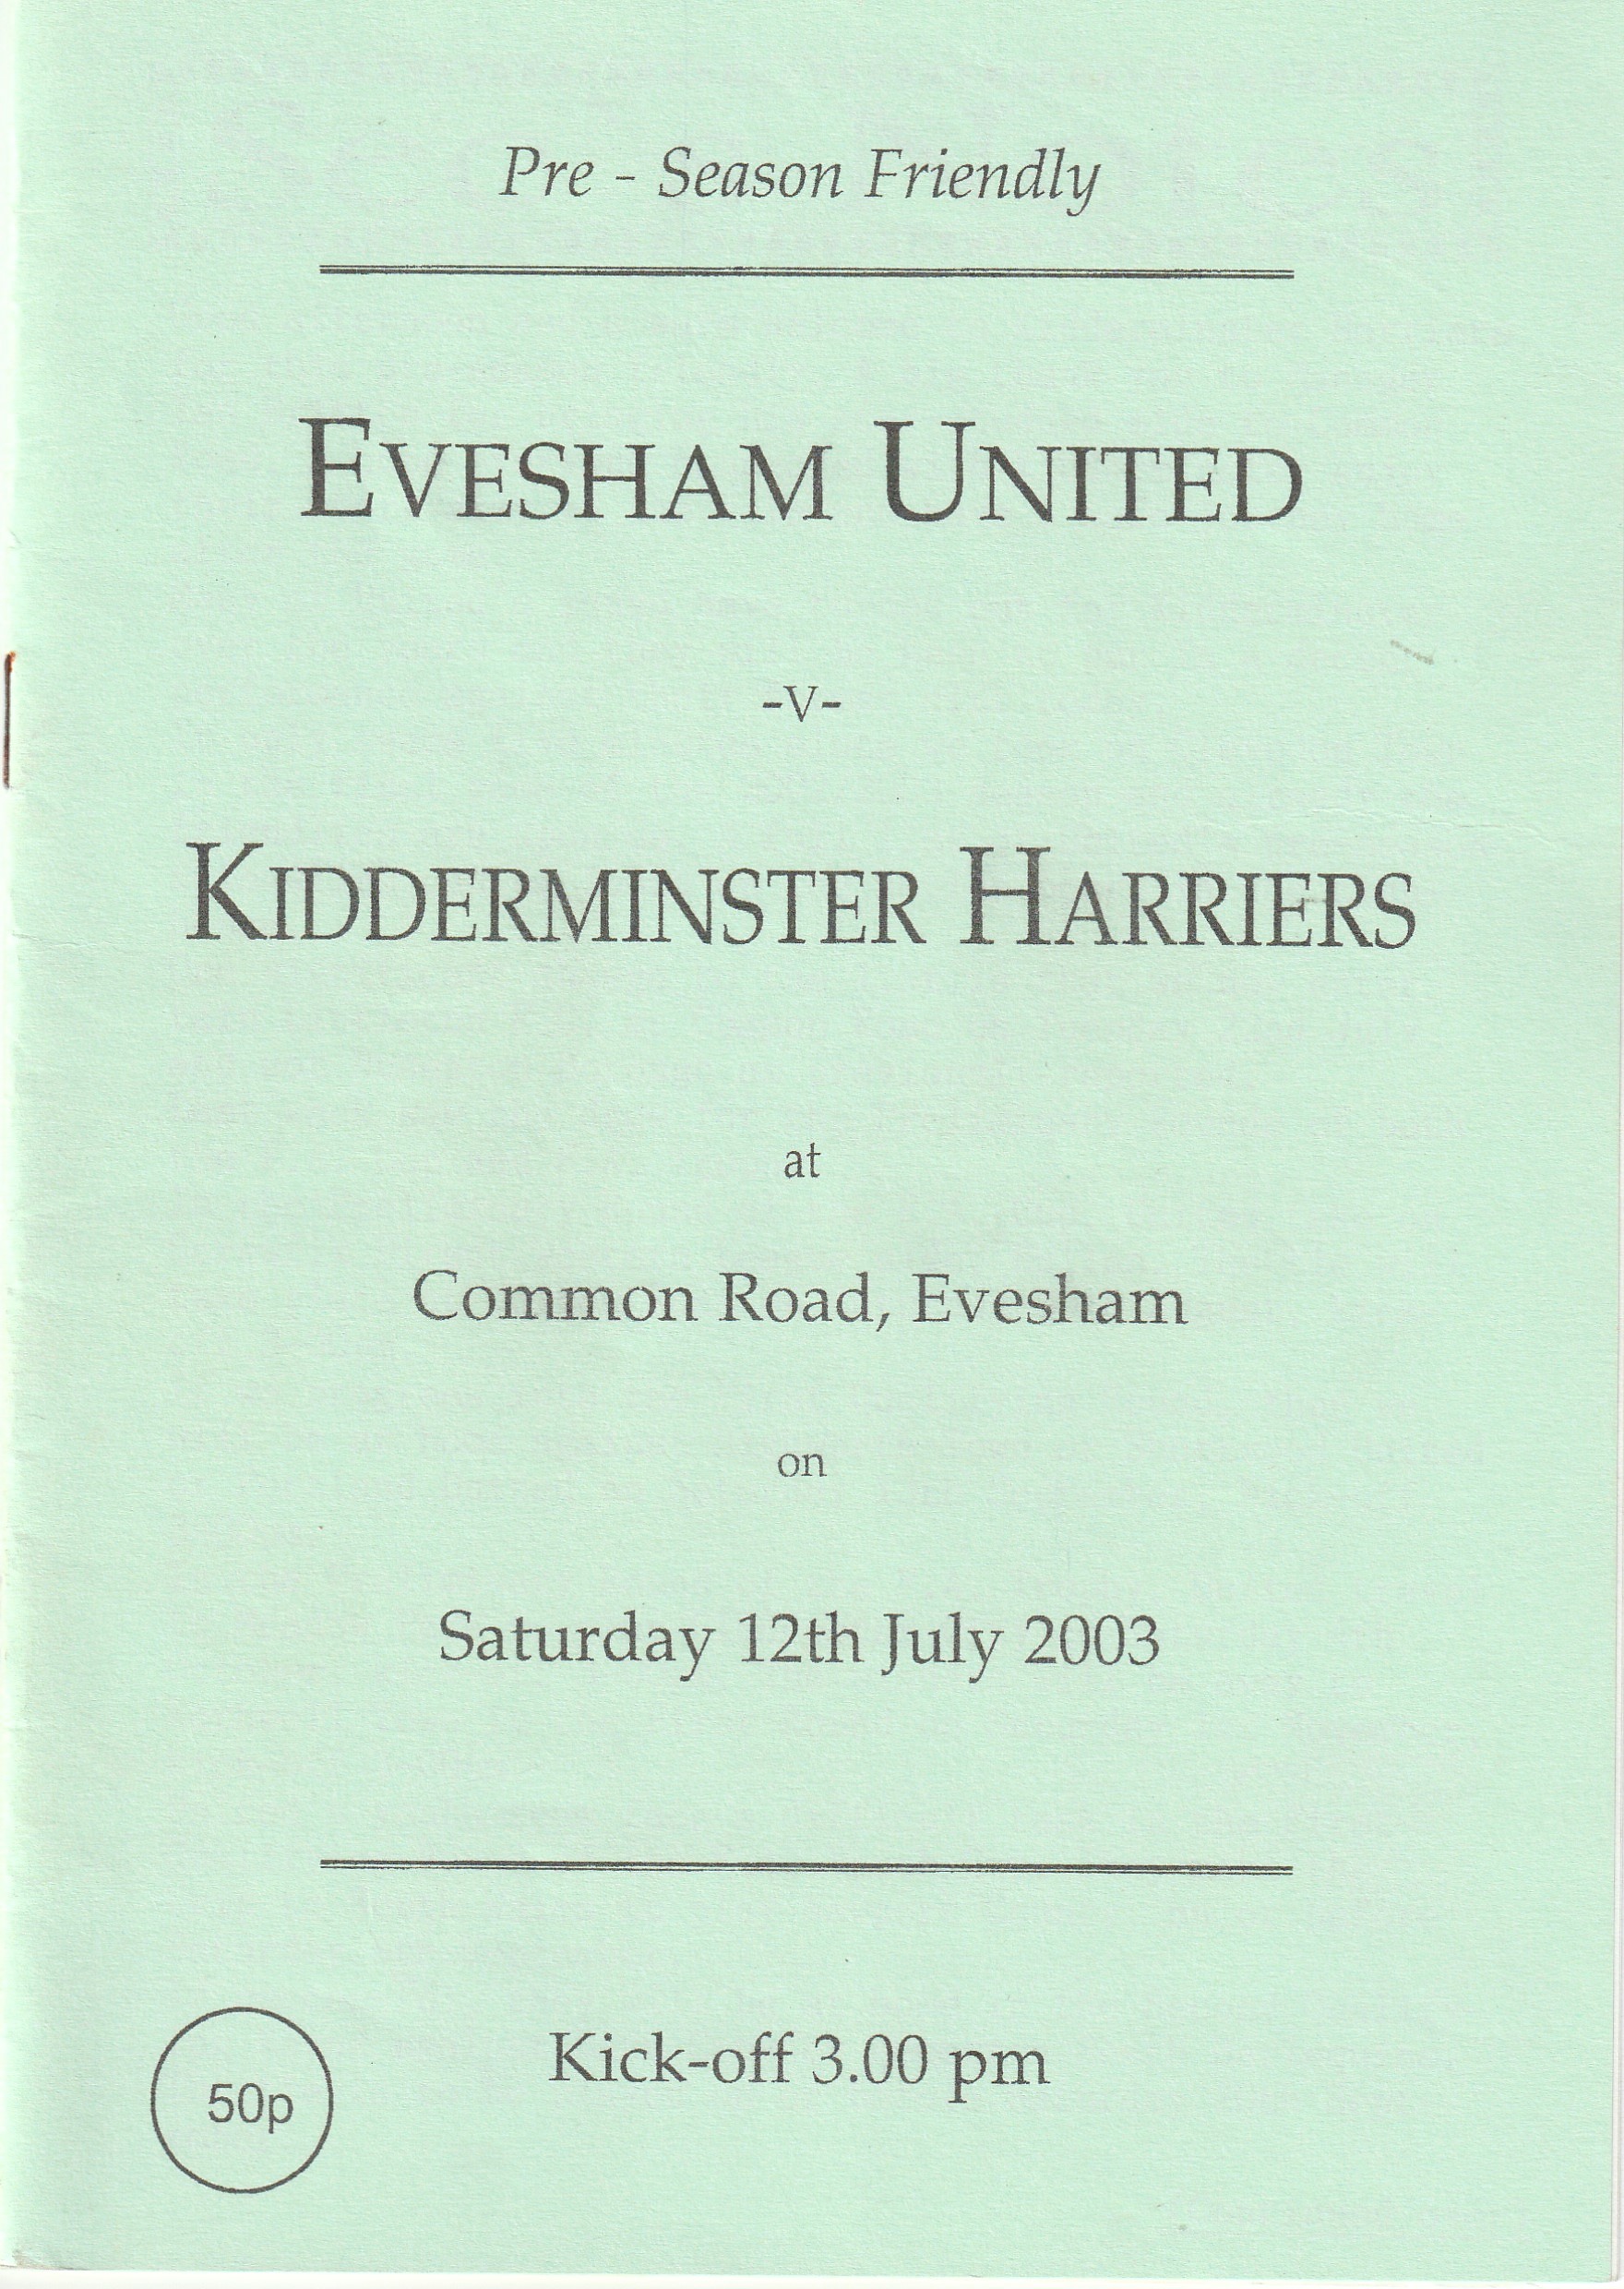 Pre - Season Friendly
EVESHAM UNITED
-v-
KIDDERMINSTER HARRIERS
at
Common Road, Evesham
on
Saturday 12th July 2003
Kick-off 3.00 pm
50p